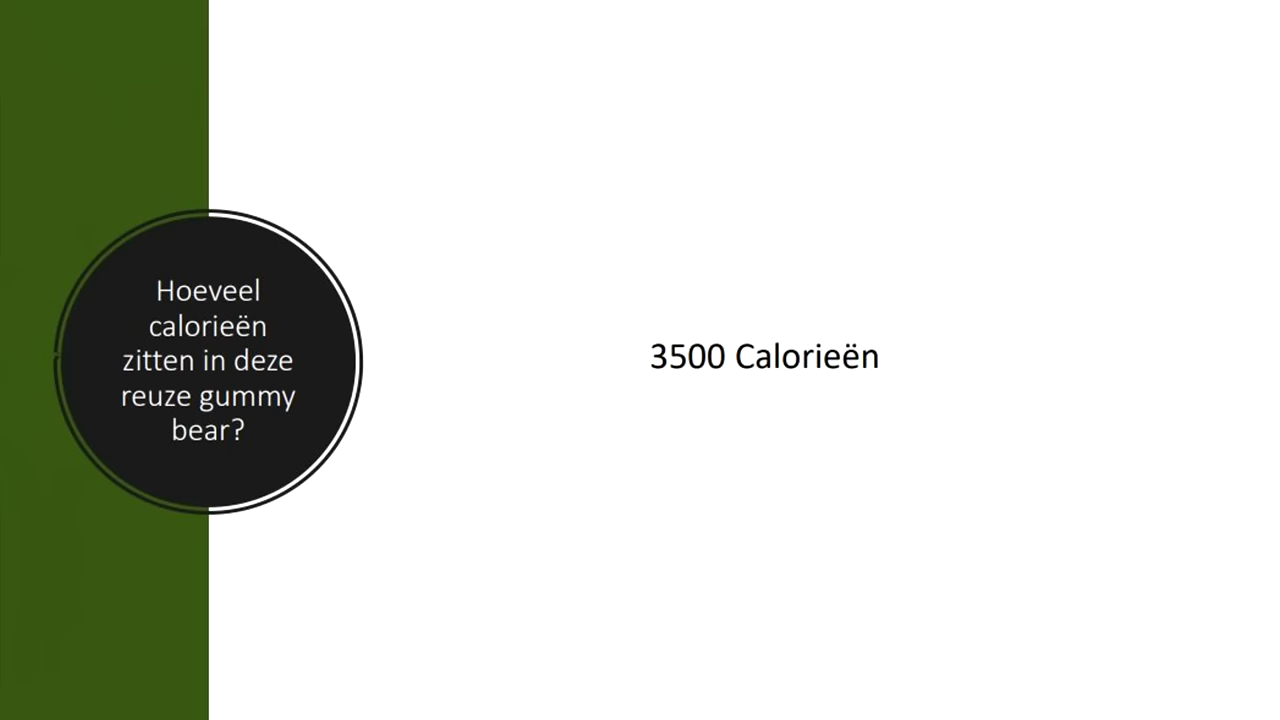 Hoeveel
calorieën
zitten in deze
reuze gummy
bear?
3500 Calorieën